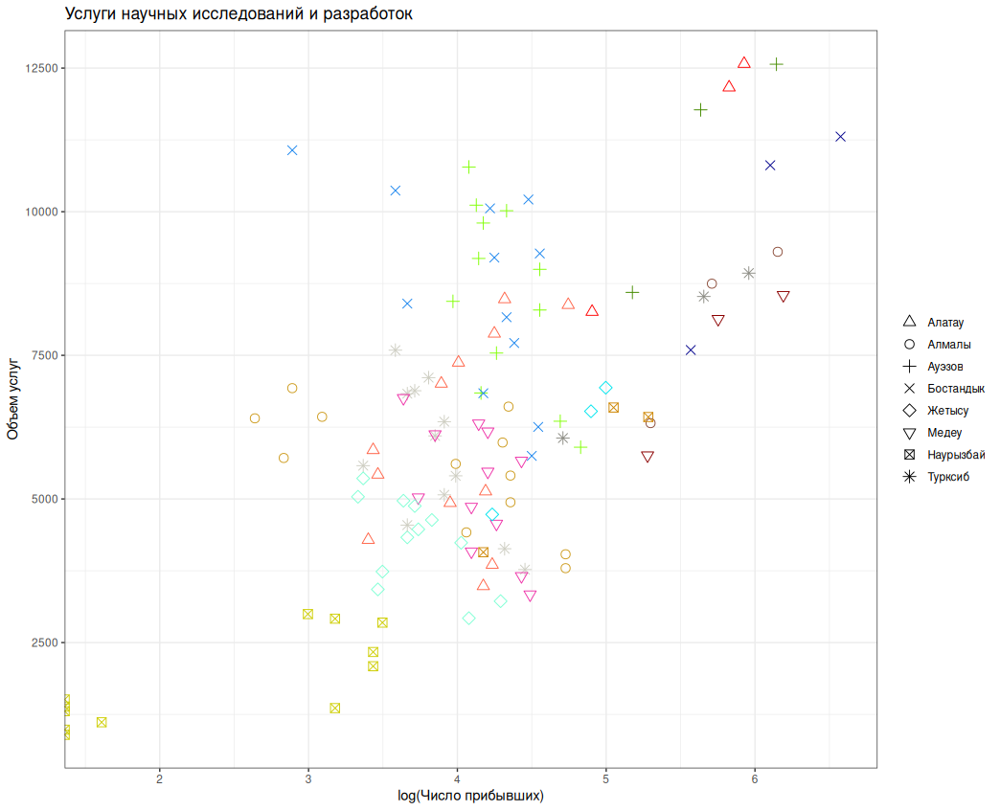 Услуги научных исследований и разработок
Объем услуг
12500
10000
7500
5000
2500
2
3
4
5
6
log(Число прибывших)
Алатау
Алмалы
Ауэзов
Бостандык
Жетысу
Медеу
Наурызбай
Турксиб